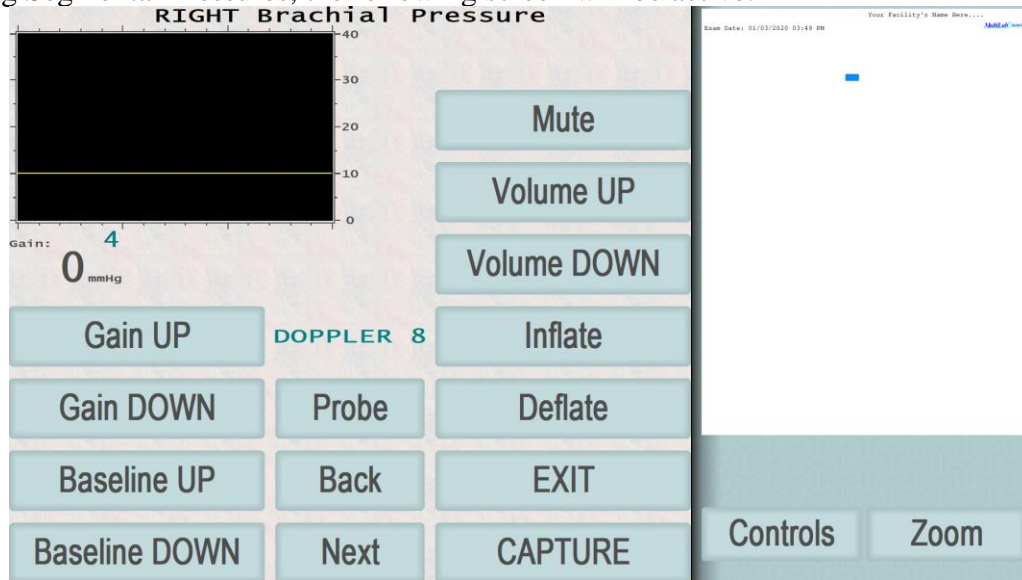 RIGHT Brachial Pressure
40
30
20
10
0
Gain: 4
0 mmHg
Mute
Volume UP
Volume DOWN
Gain UP
DOPPLER 8
Inflate
Gain DOWN
Probe
Deflate
Baseline UP
Back
EXIT
Baseline DOWN
Next
CAPTURE
Your Facility's Name Here....
Exam Date: 01/03/2020 03:49 PM
MultiLab
Controls
Zoom